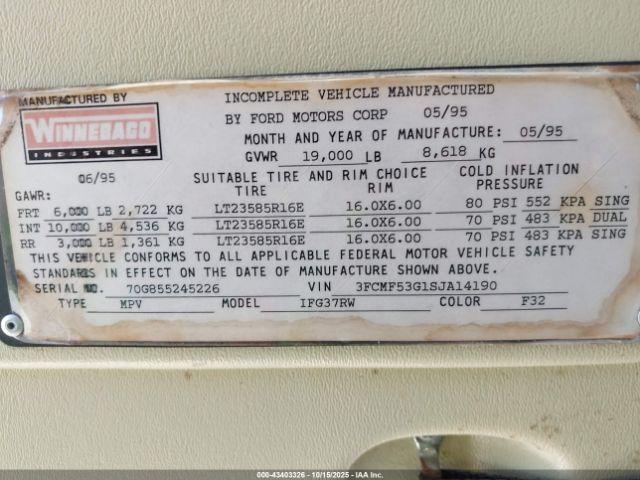 MANUFACTURED BY
WINNEBAGO
INDUSTRIES
INCOMPLETE VEHICLE MANUFACTURED
BY FORD MOTORS CORP 05/95
MONTH AND YEAR OF MANUFACTURE: 05/95
GVWR 19,000 LB 8,618 KG
06/95
SUITABLE TIRE AND RIM CHOICE COLD INFLATION
GAWR: TIRE RIM PRESSURE
FRT 6,000 LB 2,722 KG LT23585R16E 16.0X6.00 80 PSI 552 KPA SING
INT 10,000 LB 4,536 KG LT23585R16E 16.0X6.00 70 PSI 483 KPA DUAL
RR 3,000 LB 1,361 KG LT23585R16E 16.0X6.00 70 PSI 483 KPA SING
THIS VEHICLE CONFORMS TO ALL APPLICABLE FEDERAL MOTOR VEHICLE SAFETY
STANDARDS IN EFFECT ON THE DATE OF MANUFACTURE SHOWN ABOVE.
SERIAL NO. 70G855245226 VIN 3FCMF53G1SJA14190
TYPE MPV MODEL IFG37RW COLOR F32
000-43403326 - 10/15/2025 - IAA Inc.